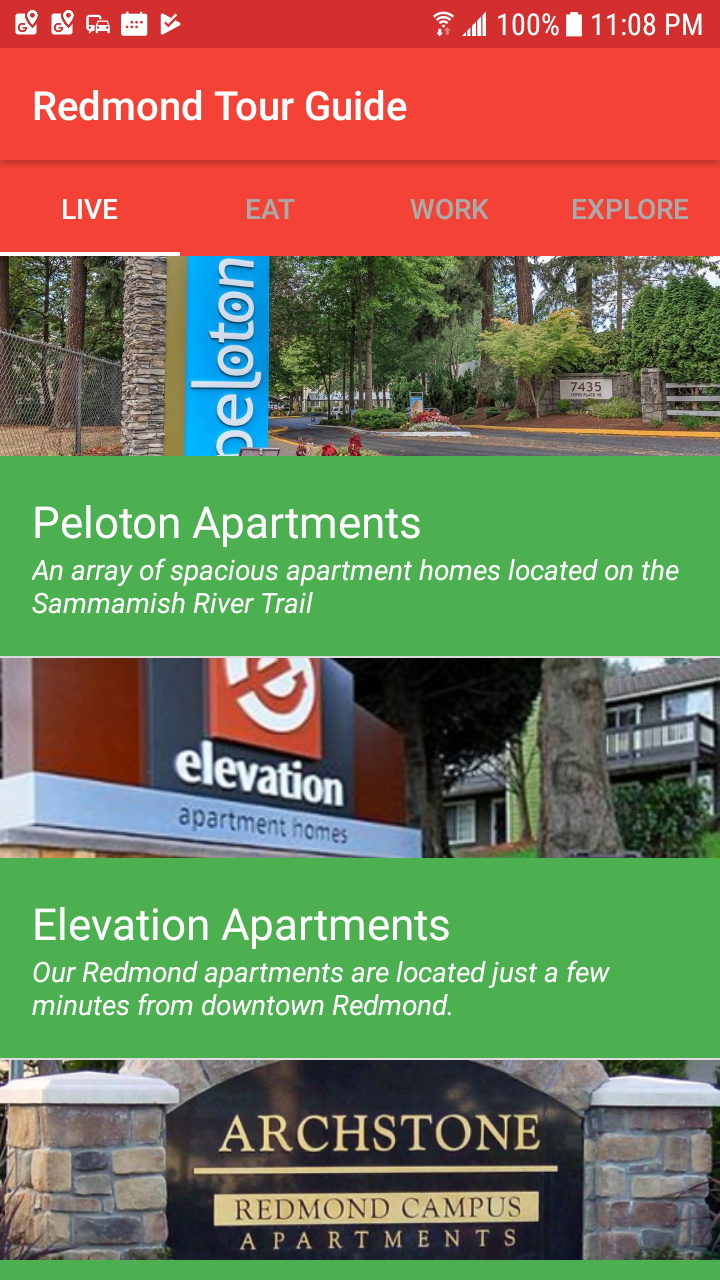 100% 11:08 PM
Redmond Tour Guide
LIVE EAT WORK EXPLORE
peloton
7435
Peloton Apartments
An array of spacious apartment homes located on the
Sammamish River Trail
elevation
apartment homes
Elevation Apartments
Our Redmond apartments are located just a few
minutes from downtown Redmond.
ARCHSTONE
REDMOND CAMPUS
APARTMENTS